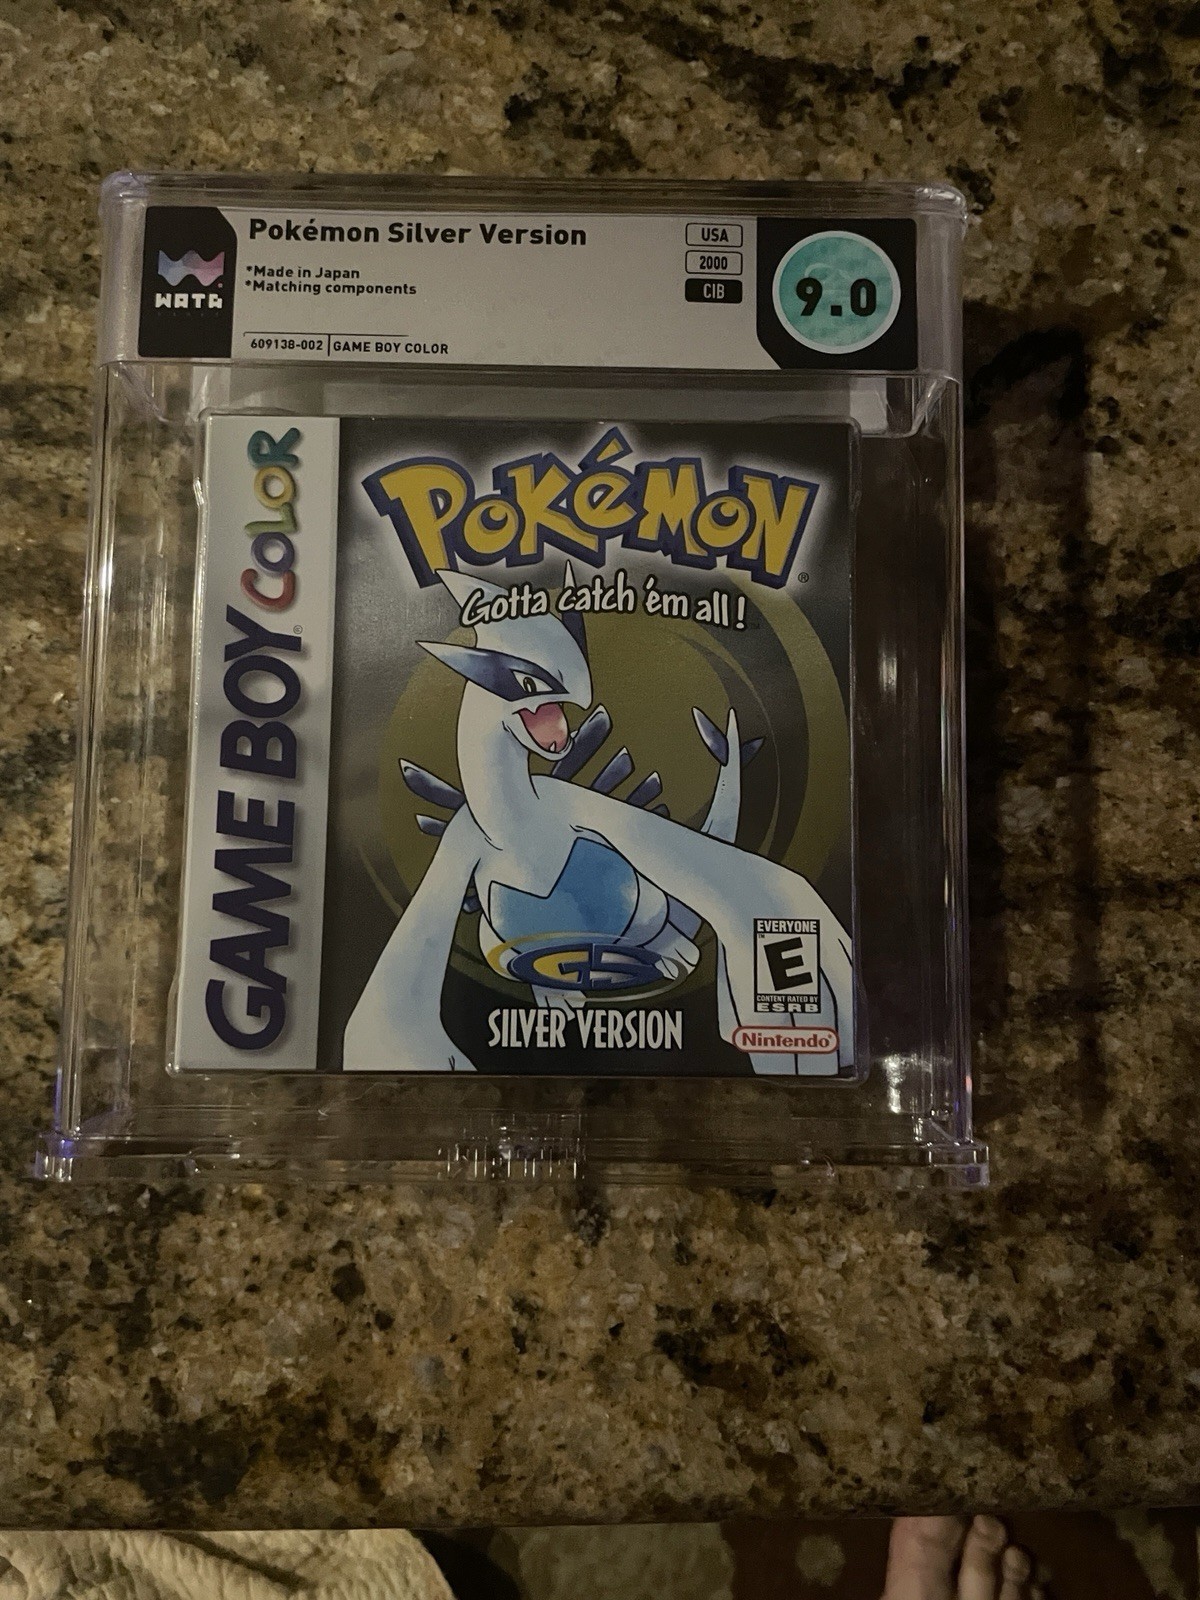 Pokémon Silver Version
*Made in Japan
*Matching components
609138-002 GAME BOY COLOR
WATA
USA
2000
CIB
9.0
GAME BOY COLOR
®
POKéMON
®
Gotta catch 'em all!
GS
SILVER VERSION
EVERYONE
E
CONTENT RATED BY
ESRB
Nintendo®